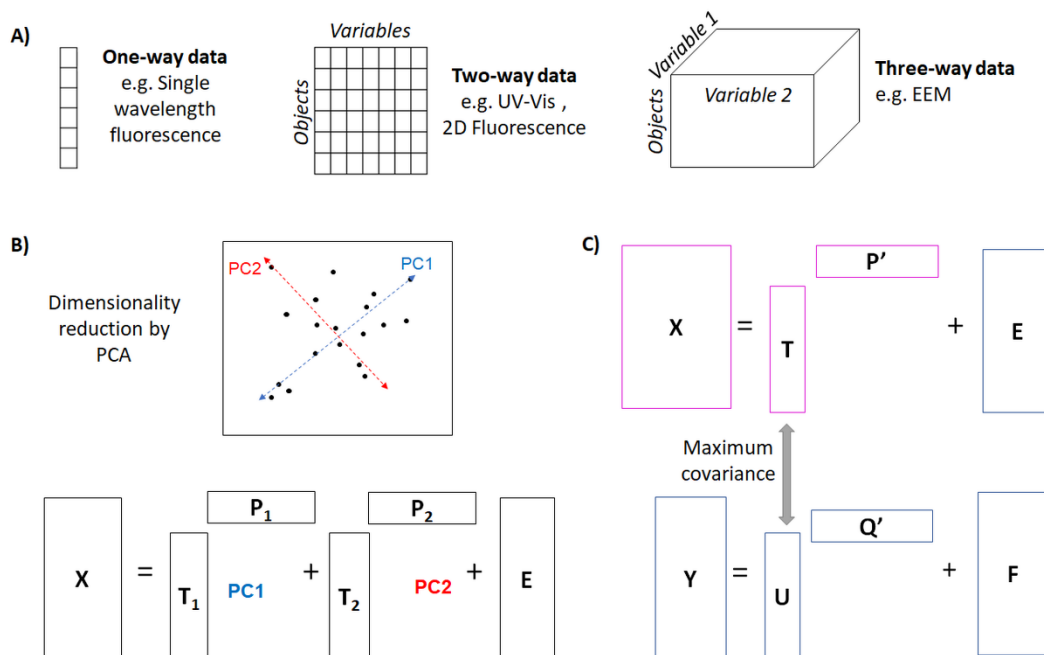 A)
One-way data
e.g. Single
wavelength
fluorescence
Variables
Objects
Two-way data
e.g. UV-Vis ,
2D Fluorescence
Variable 1
Objects
Variable 2
Three-way data
e.g. EEM
B)
Dimensionality
reduction by
PCA
PC2
PC1
X = T₁ P₁ PC1 + T₂ P₂ PC2 + E
C)
X = T P’ + E
Maximum
covariance
Y = U Q’ + F